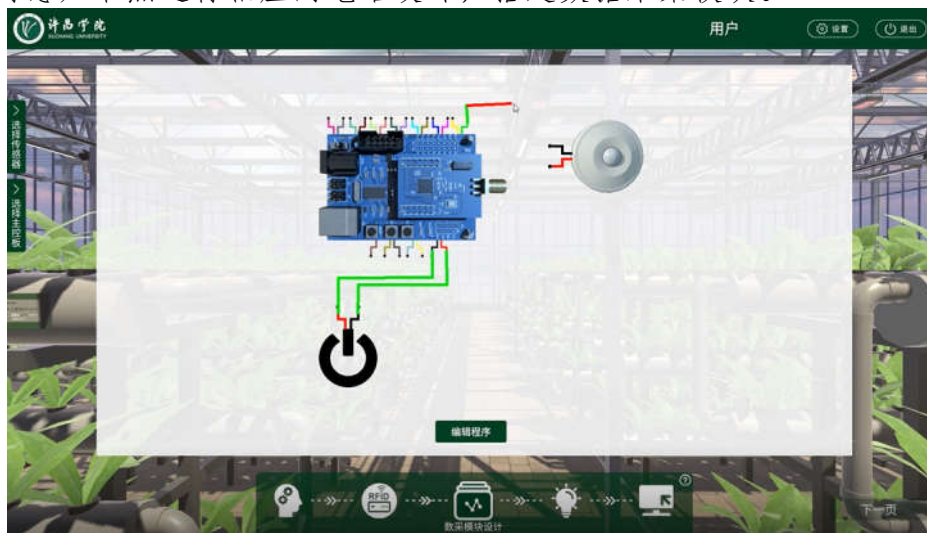 许昌学院
XUCHANG UNIVERSITY
用户
设置
退出
选择传感器
选择主控板
编辑程序
RFID
数采模块设计
?
下一页